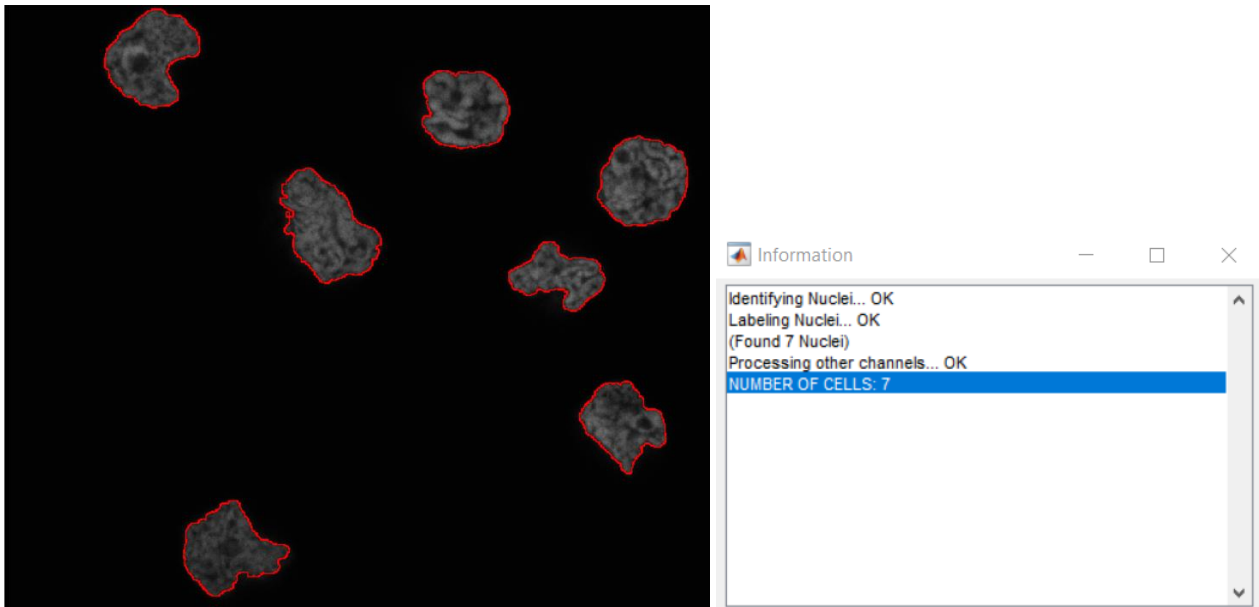 Information
Identifying Nuclei... OK
Labeling Nuclei... OK
(Found 7 Nuclei)
Processing other channels... OK
NUMBER OF CELLS: 7